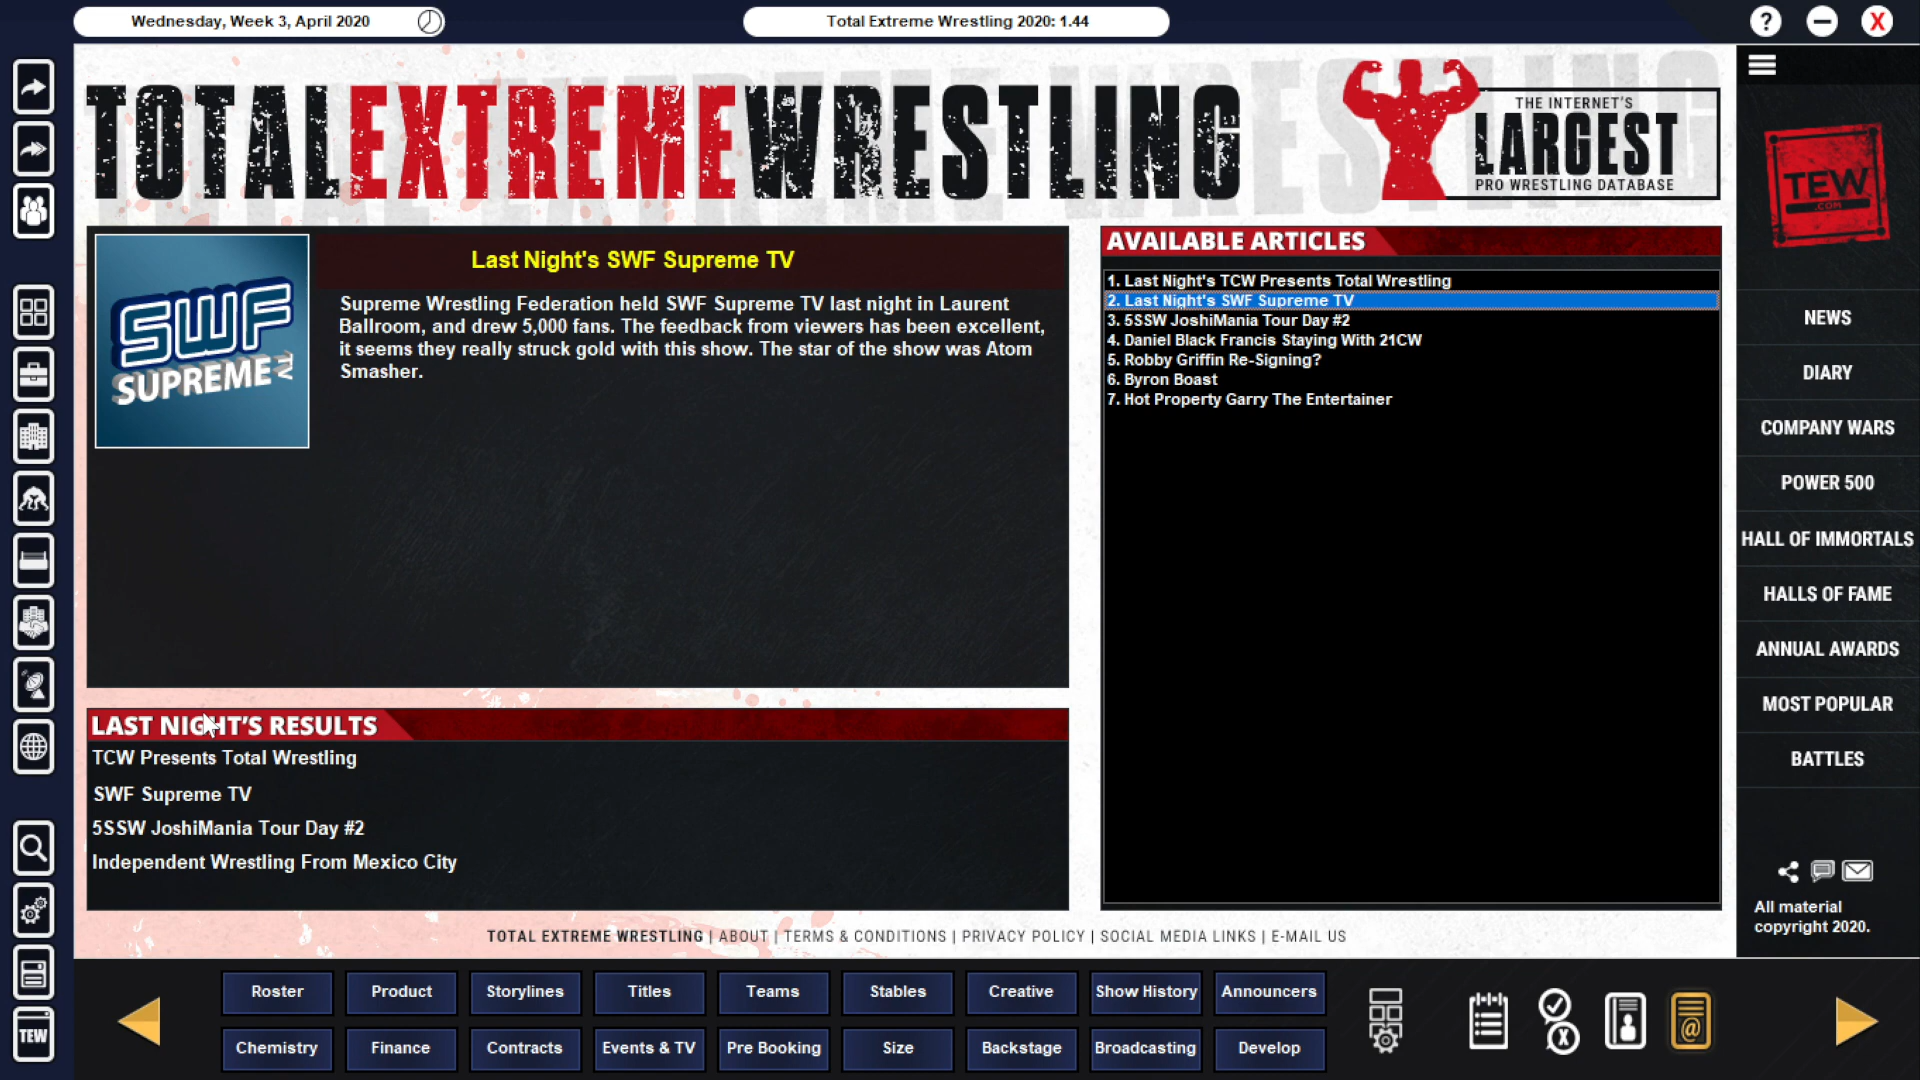 Wednesday, Week 3, April 2020
Total Extreme Wrestling 2020: 1.44
?
X
TOTALEXTREMEWRESTLING
THE INTERNET'S
LARGEST
PRO WRESTLING DATABASE
TEW
.COM
SWF
SUPREME TV
Last Night's SWF Supreme TV
Supreme Wrestling Federation held SWF Supreme TV last night in Laurent
Ballroom, and drew 5,000 fans. The feedback from viewers has been excellent,
it seems they really struck gold with this show. The star of the show was Atom
Smasher.
AVAILABLE ARTICLES
1. Last Night's TCW Presents Total Wrestling
2. Last Night's SWF Supreme TV
3. 5SSW JoshiMania Tour Day #2
4. Daniel Black Francis Staying With 21CW
5. Robby Griffin Re-Signing?
6. Byron Boast
7. Hot Property Garry The Entertainer
NEWS
DIARY
COMPANY WARS
POWER 500
HALL OF IMMORTALS
HALLS OF FAME
ANNUAL AWARDS
MOST POPULAR
BATTLES
All material
copyright 2020.
LAST NIGHT'S RESULTS
TCW Presents Total Wrestling
SWF Supreme TV
5SSW JoshiMania Tour Day #2
Independent Wrestling From Mexico City
TOTAL EXTREME WRESTLING | ABOUT | TERMS & CONDITIONS | PRIVACY POLICY | SOCIAL MEDIA LINKS | E-MAIL US
TEW
Roster Product Storylines Titles Teams Stables Creative Show History Announcers
Chemistry Finance Contracts Events & TV Pre Booking Size Backstage Broadcasting Develop